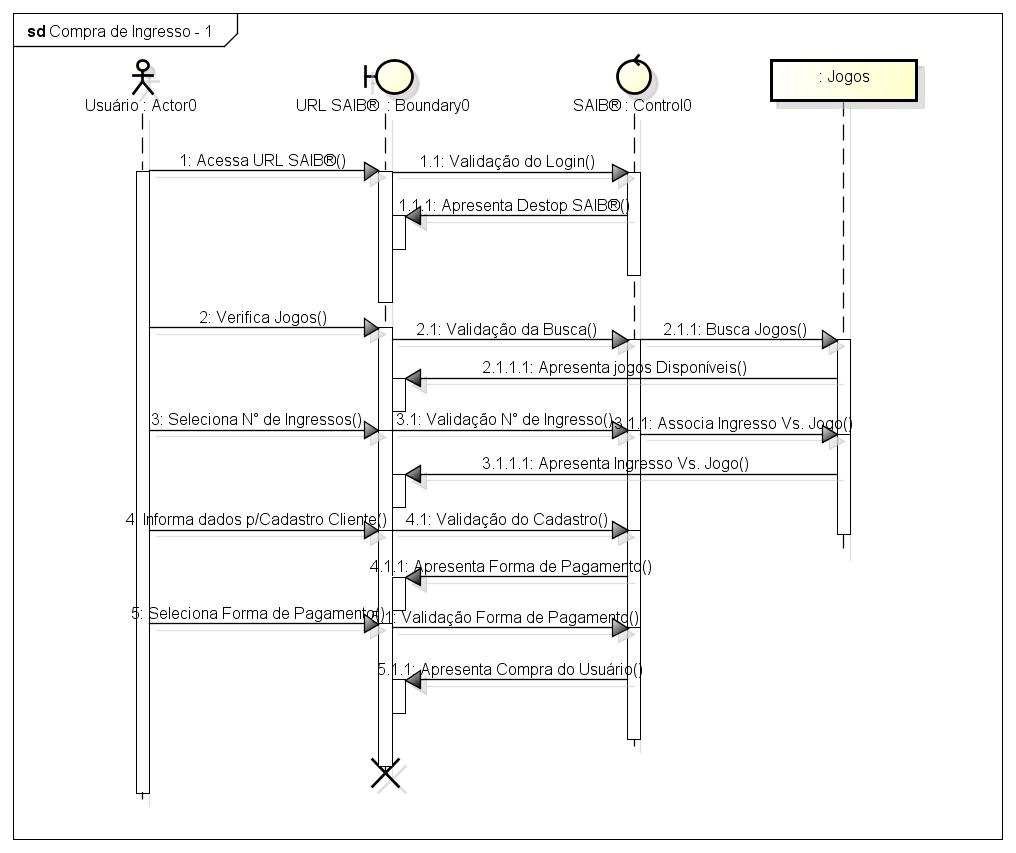 sd Compra de Ingresso - 1
Usuário : Actor0
URL SAIB® : Boundary0
SAIB® : Control0
: Jogos
1: Acessa URL SAIB®()
1.1: Validação do Login()
1.1.1: Apresenta Destop SAIB®()
2: Verifica Jogos()
2.1: Validação da Busca()
2.1.1: Busca Jogos()
2.1.1.1: Apresenta jogos Disponíveis()
3: Seleciona N° de Ingressos()
3.1: Validação N° de Ingresso()
3.1.1: Associa Ingresso Vs. Jogo()
3.1.1.1: Apresenta Ingresso Vs. Jogo()
4: Informa dados p/Cadastro Cliente()
4.1: Validação do Cadastro()
4.1.1: Apresenta Forma de Pagamento()
5: Seleciona Forma de Pagamento()
5.1: Validação Forma de Pagamento()
5.1.1: Apresenta Compra do Usuário()